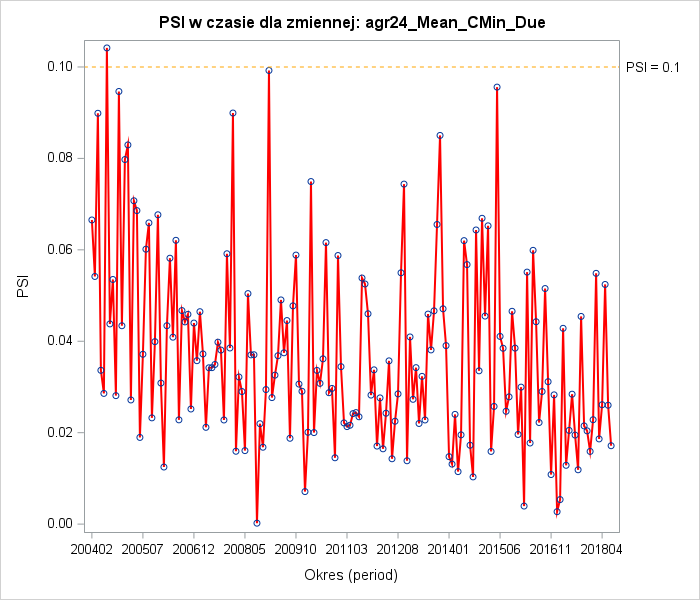 PSI w czasie dla zmiennej: agr24_Mean_CMin_Due
0.10
PSI = 0.1
0.08
0.06
PSI
0.04
0.02
0.00
200402 200507 200612 200805 200910 201103 201208 201401 201506 201611 201804
Okres (period)